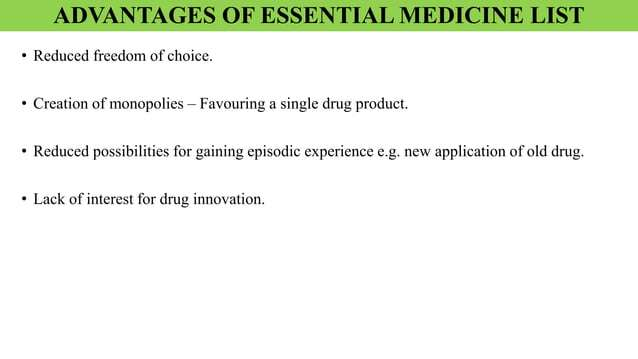 ADVANTAGES OF ESSENTIAL MEDICINE LIST
• Reduced freedom of choice.
• Creation of monopolies – Favouring a single drug product.
• Reduced possibilities for gaining episodic experience e.g. new application of old drug.
• Lack of interest for drug innovation.